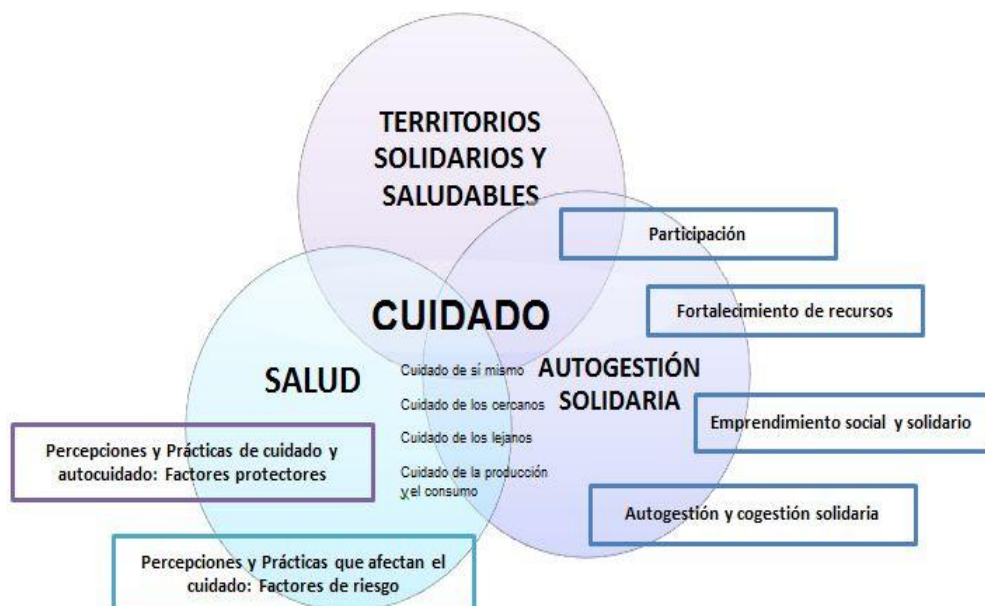 TERRITORIOS
SOLIDARIOS Y
SALUDABLES
Participación
Fortalecimiento de recursos
CUIDADO
SALUD
Cuidado de sí mismo
Cuidado de los cercanos
Cuidado de los lejanos
Cuidado de la producción
y el consumo
AUTOGESTIÓN
SOLIDARIA
Emprendimiento social y solidario
Autogestión y cogestión solidaria
Percepciones y Prácticas de cuidado y
autocuidado: Factores protectores
Percepciones y Prácticas que afectan el
cuidado: Factores de riesgo